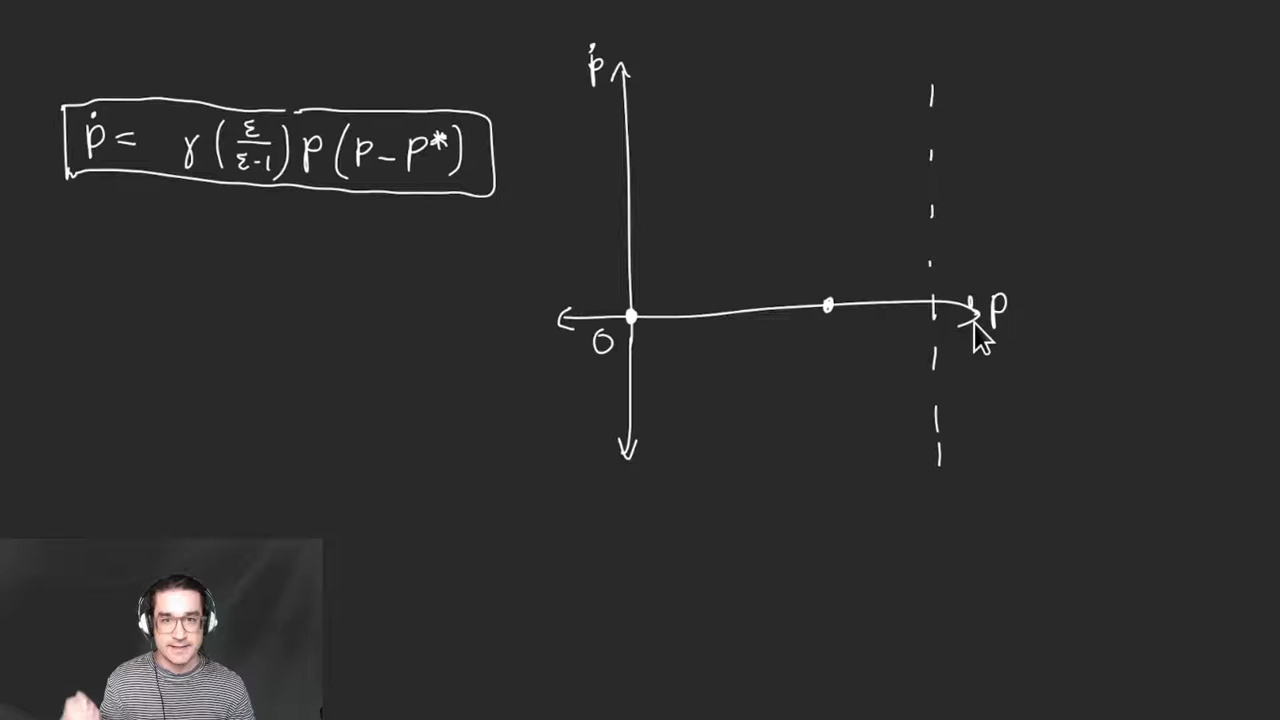 ṗ
ṗ = γ (ε/ε-1) p (p - p*)
p
0